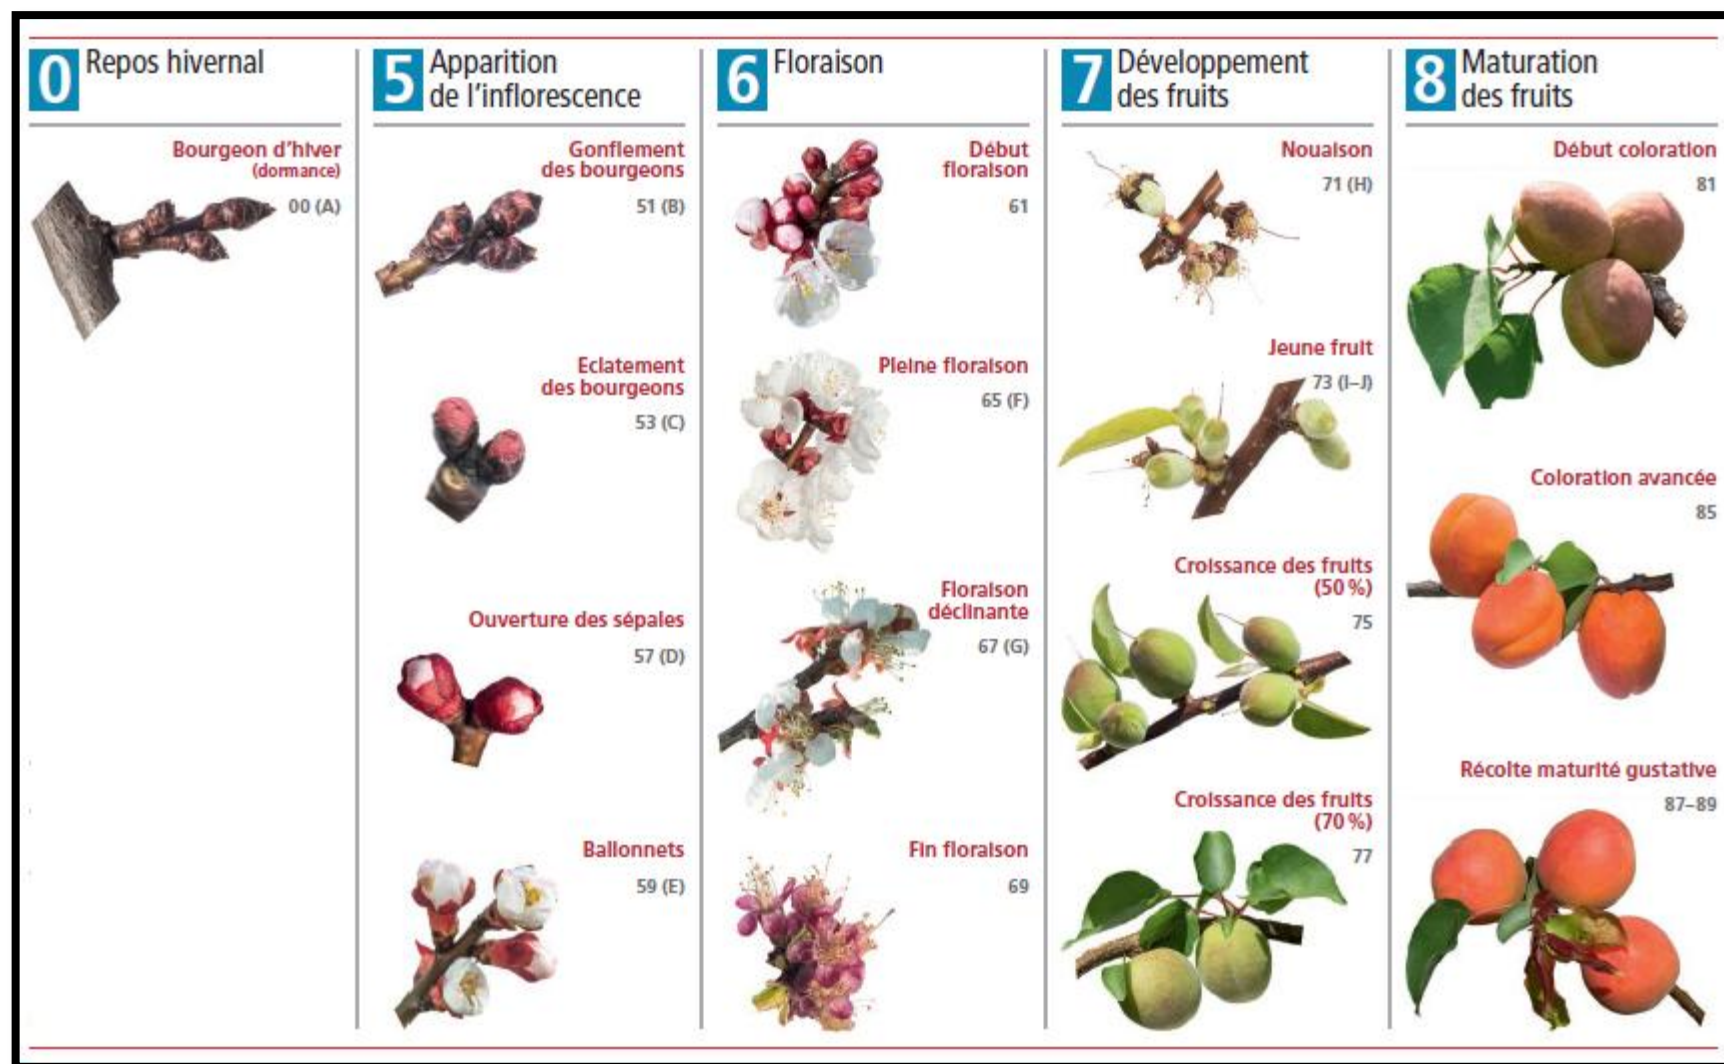 0 Repos hivernal
Bourgeon d'hiver
(dormance)
00 (A)
5 Apparition
de l'inflorescence
Gonflement
des bourgeons
51 (B)
Eclatement
des bourgeons
53 (C)
Ouverture des sépales
57 (D)
Ballonnets
59 (E)
6 Floraison
Début
floraison
61
Pleine floraison
65 (F)
Floraison
déclinante
67 (G)
Fin floraison
69
7 Développement
des fruits
Nouaison
71 (H)
Jeune fruit
73 (I–J)
Croissance des fruits
(50 %)
75
Croissance des fruits
(70 %)
77
8 Maturation
des fruits
Début coloration
81
Coloration avancée
85
Récolte maturité gustative
87–89